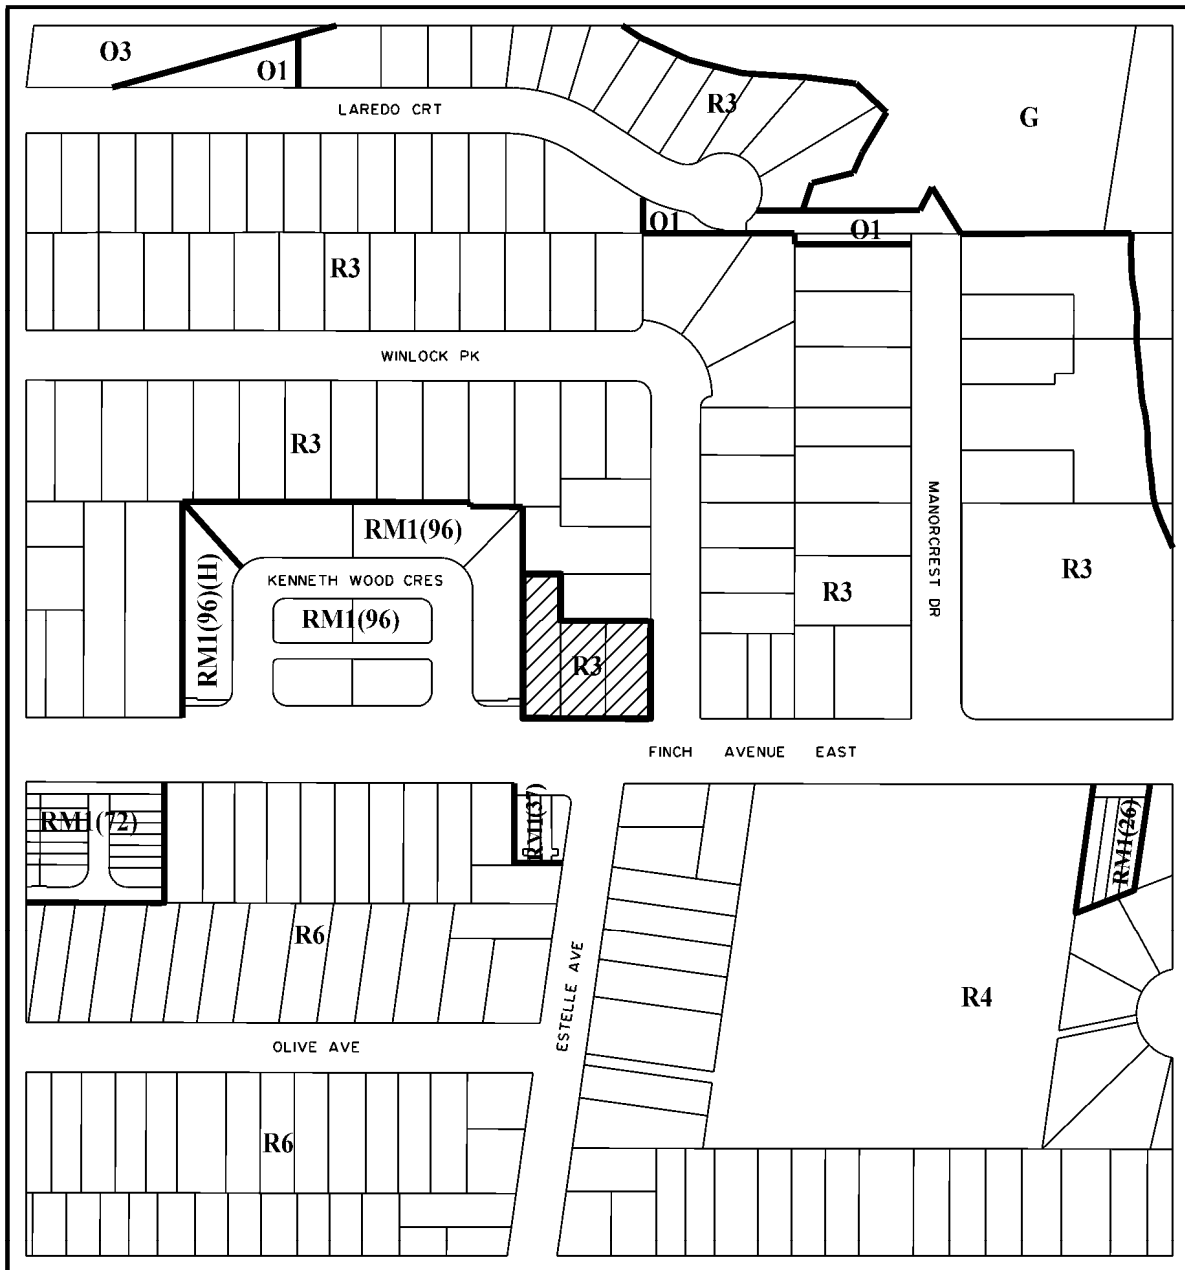 O3
O1
LAREDO CRT
R3
G
O1
O1
R3
WINLOCK PK
R3
MANORCREST DR
RM1(96)
RM1(96)(H)
KENNETH WOOD CRES
RM1(96)
R3
R3
R3
FINCH AVENUE EAST
RM1(72)
RM1(37)
RM1(26)
R6
ESTELLE AVE
R4
OLIVE AVE
R6